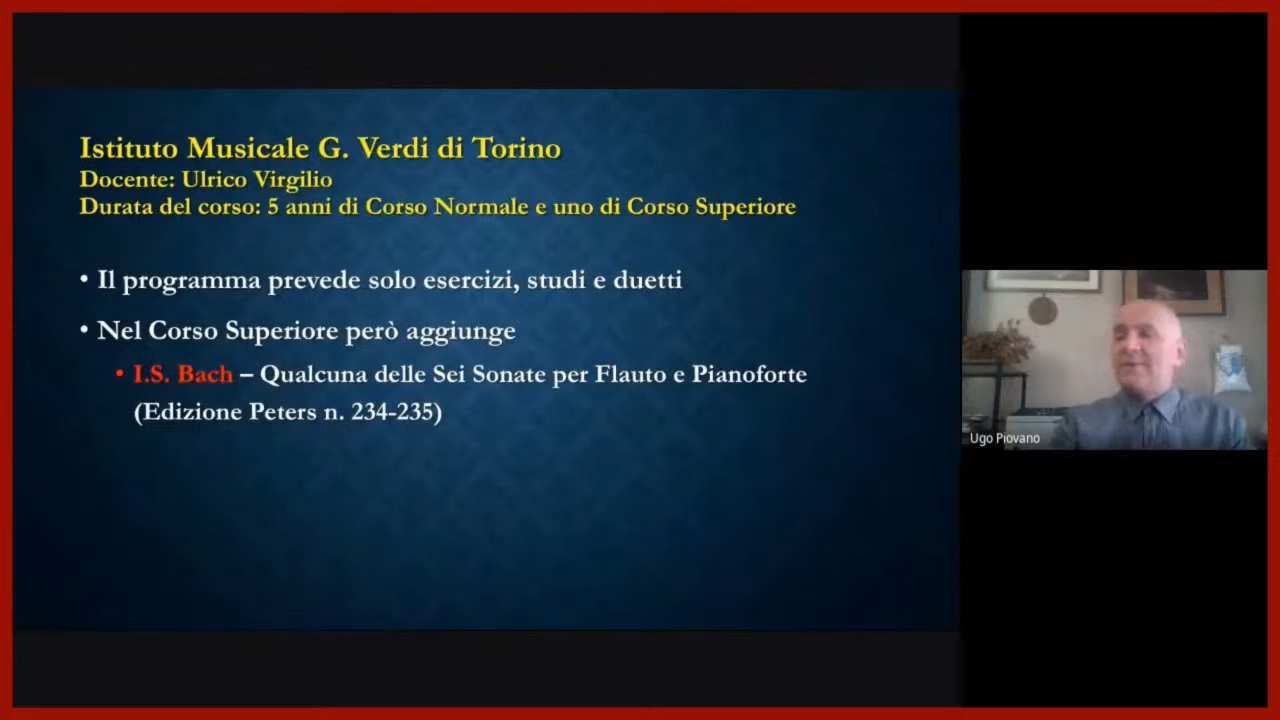 Istituto Musicale G. Verdi di Torino
Docente: Ulrico Virgilio
Durata del corso: 5 anni di Corso Normale e uno di Corso Superiore
• Il programma prevede solo esercizi, studi e duetti
• Nel Corso Superiore però aggiunge
• I.S. Bach – Qualcuna delle Sei Sonate per Flauto e Pianoforte
(Edizione Peters n. 234-235)
Ugo Piovano